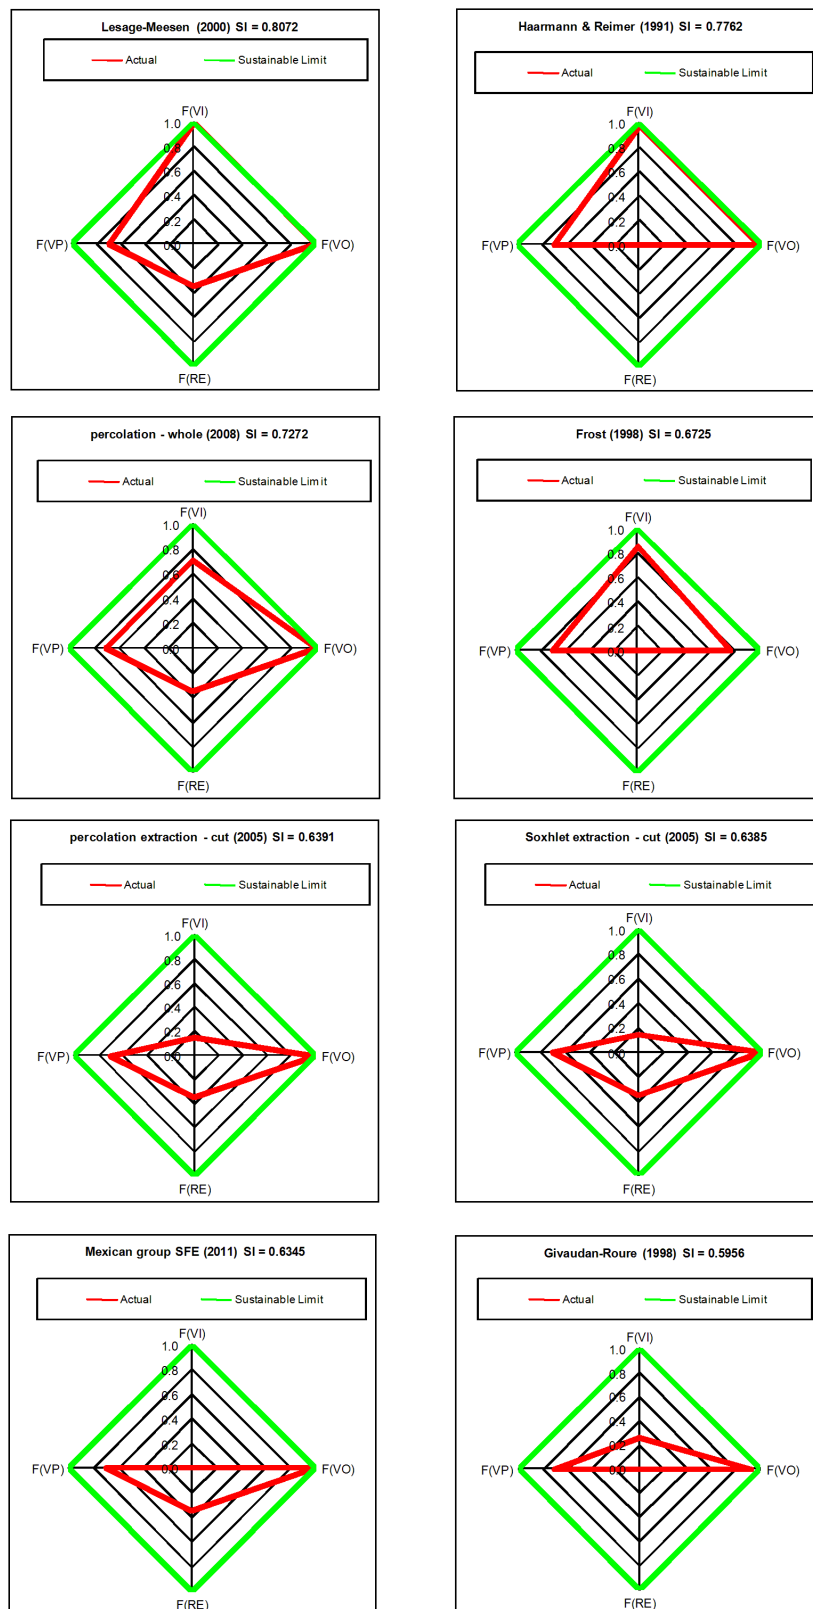 Lesage-Meesen (2000) SI = 0.8072
Actual Sustainable Limit
F(VI)
1.0
0.8
0.6
0.4
0.2
F(VP) 0.0 F(VO)
F(RE)
Haarmann & Reimer (1991) SI = 0.7762
Actual Sustainable Limit
F(VI)
1.0
0.8
0.6
0.4
0.2
F(VP) 0.0 F(VO)
F(RE)
percolation - whole (2008) SI = 0.7272
Actual Sustainable Limit
F(VI)
1.0
0.8
0.6
0.4
0.2
F(VP) 0.0 F(VO)
F(RE)
Frost (1998) SI = 0.6725
Actual Sustainable Limit
F(VI)
1.0
0.8
0.6
0.4
0.2
F(VP) 0.0 F(VO)
F(RE)
percolation extraction - cut (2005) SI = 0.6391
Actual Sustainable Limit
F(VI)
1.0
0.8
0.6
0.4
0.2
F(VP) 0.0 F(VO)
F(RE)
Soxhlet extraction - cut (2005) SI = 0.6385
Actual Sustainable Limit
F(VI)
1.0
0.8
0.6
0.4
0.2
F(VP) 0.0 F(VO)
F(RE)
Mexican group SFE (2011) SI = 0.6345
Actual Sustainable Limit
F(VI)
1.0
0.8
0.6
0.4
0.2
F(VP) 0.0 F(VO)
F(RE)
Givaudan-Roure (1998) SI = 0.5956
Actual Sustainable Limit
F(VI)
1.0
0.8
0.6
0.4
0.2
F(VP) 0.0 F(VO)
F(RE)